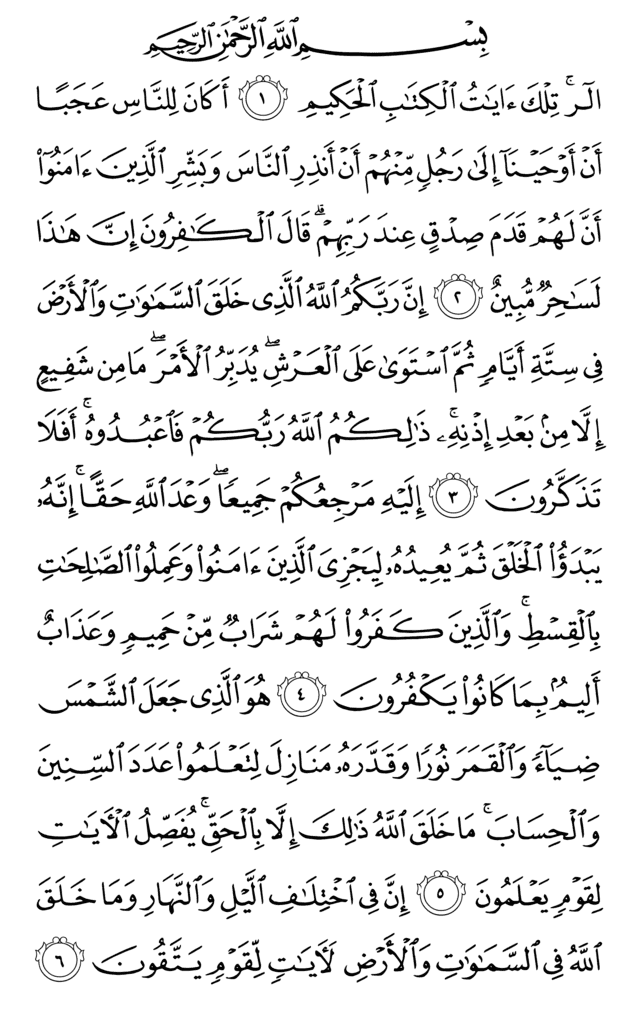 بِسْمِ ٱللَّهِ ٱلرَّحْمَٰنِ ٱلرَّحِيمِ
الٓر ۚ تِلْكَ ءَايَٰتُ ٱلْكِتَٰبِ ٱلْحَكِيمِ ١ أَكَانَ لِلنَّاسِ عَجَبًا
أَنْ أَوْحَيْنَآ إِلَىٰ رَجُلٍ مِّنْهُمْ أَنْ أَنذِرِ ٱلنَّاسَ وَبَشِّرِ ٱلَّذِينَ ءَامَنُوٓا۟
أَنَّ لَهُمْ قَدَمَ صِدْقٍ عِندَ رَبِّهِمْ ۗ قَالَ ٱلْكَٰفِرُونَ إِنَّ هَٰذَا
لَسَٰحِرٌ مُّبِينٌ ٢ إِنَّ رَبَّكُمُ ٱللَّهُ ٱلَّذِى خَلَقَ ٱلسَّمَٰوَٰتِ وَٱلْأَرْضَ
فِى سِتَّةِ أَيَّامٍ ثُمَّ ٱسْتَوَىٰ عَلَى ٱلْعَرْشِ ۖ يُدَبِّرُ ٱلْأَمْرَ ۖ مَا مِن شَفِيعٍ
إِلَّا مِنۢ بَعْدِ إِذْنِهِۦ ۚ ذَٰلِكُمُ ٱللَّهُ رَبُّكُمْ فَٱعْبُدُوهُ ۚ أَفَلَا
تَذَكَّرُونَ ٣ إِلَيْهِ مَرْجِعُكُمْ جَمِيعًا ۖ وَعْدَ ٱللَّهِ حَقًّا ۚ إِنَّهُۥ
يَبْدَؤُا۟ ٱلْخَلْقَ ثُمَّ يُعِيدُهُۥ لِيَجْزِىَ ٱلَّذِينَ ءَامَنُوا۟ وَعَمِلُوا۟ ٱلصَّٰلِحَٰتِ
بِٱلْقِسْطِ ۚ وَٱلَّذِينَ كَفَرُوا۟ لَهُمْ شَرَابٌ مِّنْ حَمِيمٍ وَعَذَابٌ
أَلِيمٌۢ بِمَا كَانُوا۟ يَكْفُرُونَ ٤ هُوَ ٱلَّذِى جَعَلَ ٱلشَّمْسَ
ضِيَآءً وَٱلْقَمَرَ نُورًا وَقَدَّرَهُۥ مَنَازِلَ لِتَعْلَمُوا۟ عَدَدَ ٱلسِّنِينَ
وَٱلْحِسَابَ ۚ مَا خَلَقَ ٱللَّهُ ذَٰلِكَ إِلَّا بِٱلْحَقِّ ۚ يُفَصِّلُ ٱلْءَايَٰتِ
لِقَوْمٍ يَعْلَمُونَ ٥ إِنَّ فِى ٱخْتِلَٰفِ ٱلَّيْلِ وَٱلنَّهَارِ وَمَا خَلَقَ
ٱللَّهُ فِى ٱلسَّمَٰوَٰتِ وَٱلْأَرْضِ لَءَايَٰتٍ لِّقَوْمٍ يَتَّقُونَ ٦